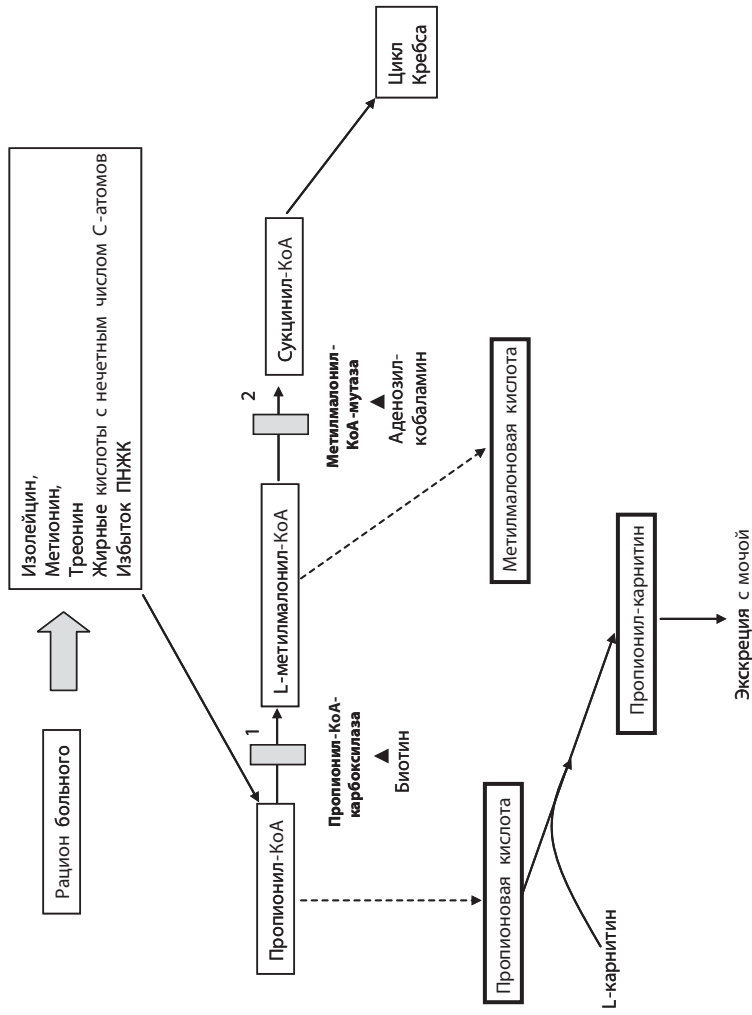 Рацион больного
Изолейцин,
Метионин,
Треонин
Жирные кислоты с нечетным числом С-атомов
Избыток ПНЖК
Пропионил-КоА
1
L-метилмалонил-КоА
2
Сукцинил-КоА
Цикл
Кребса
Пропионил-КоА-
карбоксилаза
Биотин
Метилмалонил-
КоА-мутаза
Аденозил-
кобаламин
Пропионовая кислота
Метилмалоновая кислота
L-карнитин
Пропионил-карнитин
Экскреция с мочой